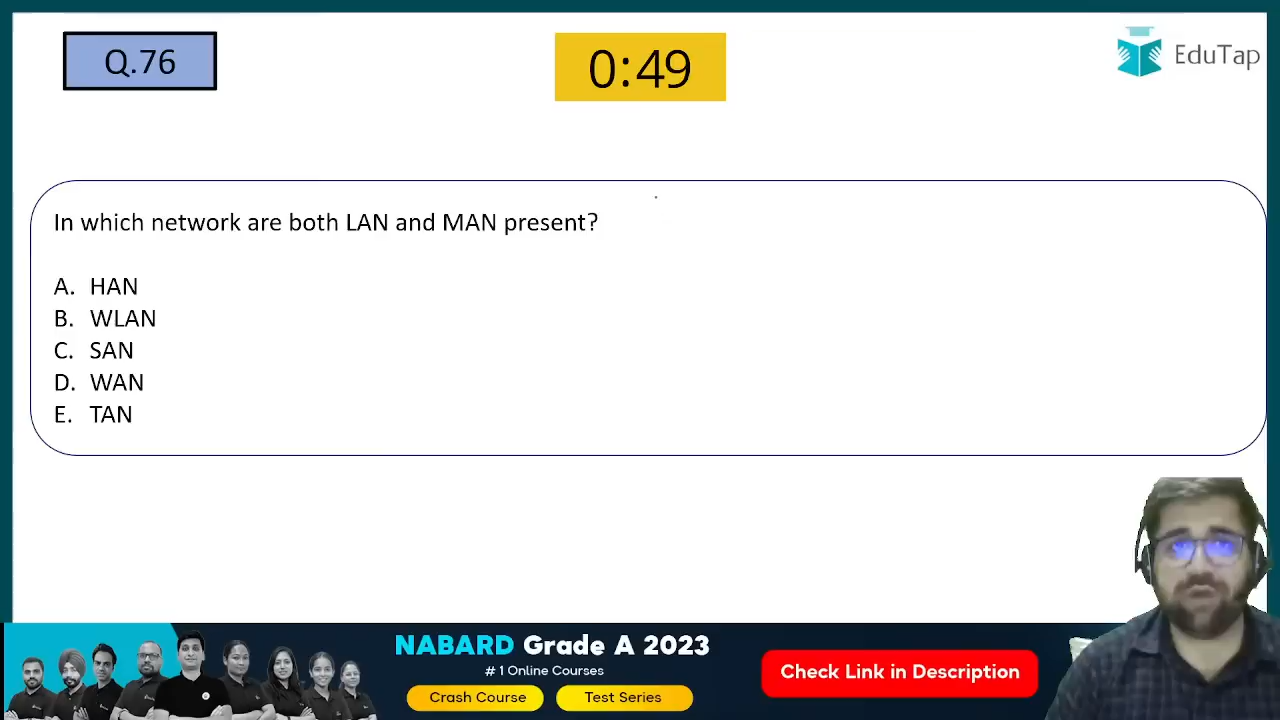 Q.76
0:49
EduTap
In which network are both LAN and MAN present?
A. HAN
B. WLAN
C. SAN
D. WAN
E. TAN
NABARD Grade A 2023
# 1 Online Courses
Crash Course
Test Series
Check Link in Description